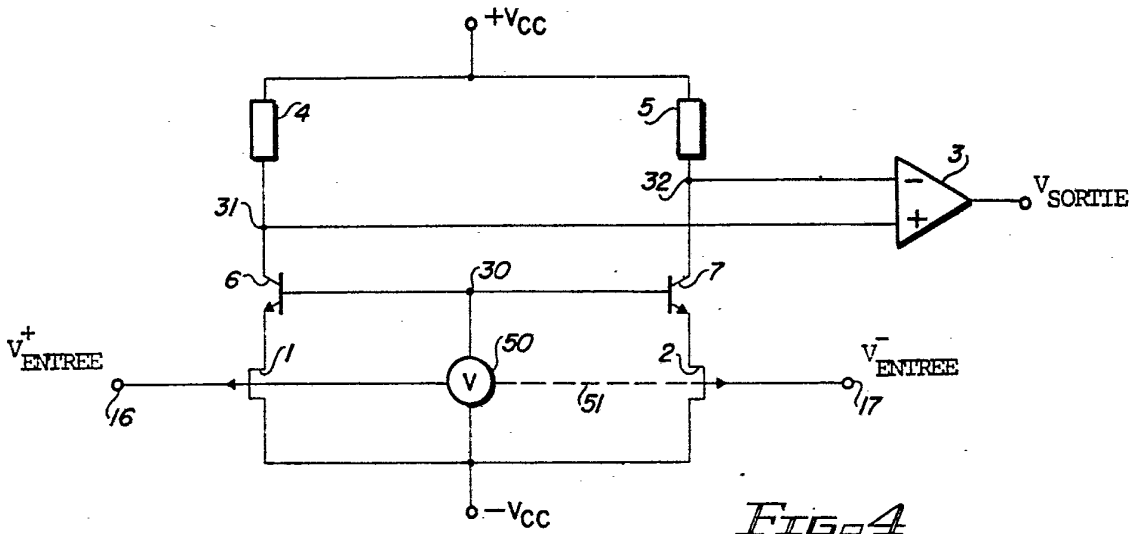 +VCC
4
5
3
32
−
VSORTIE
31
+
6
30
7
V+ENTREE
1
50
2
V−ENTREE
V
16
51
17
−VCC
FIG. 4